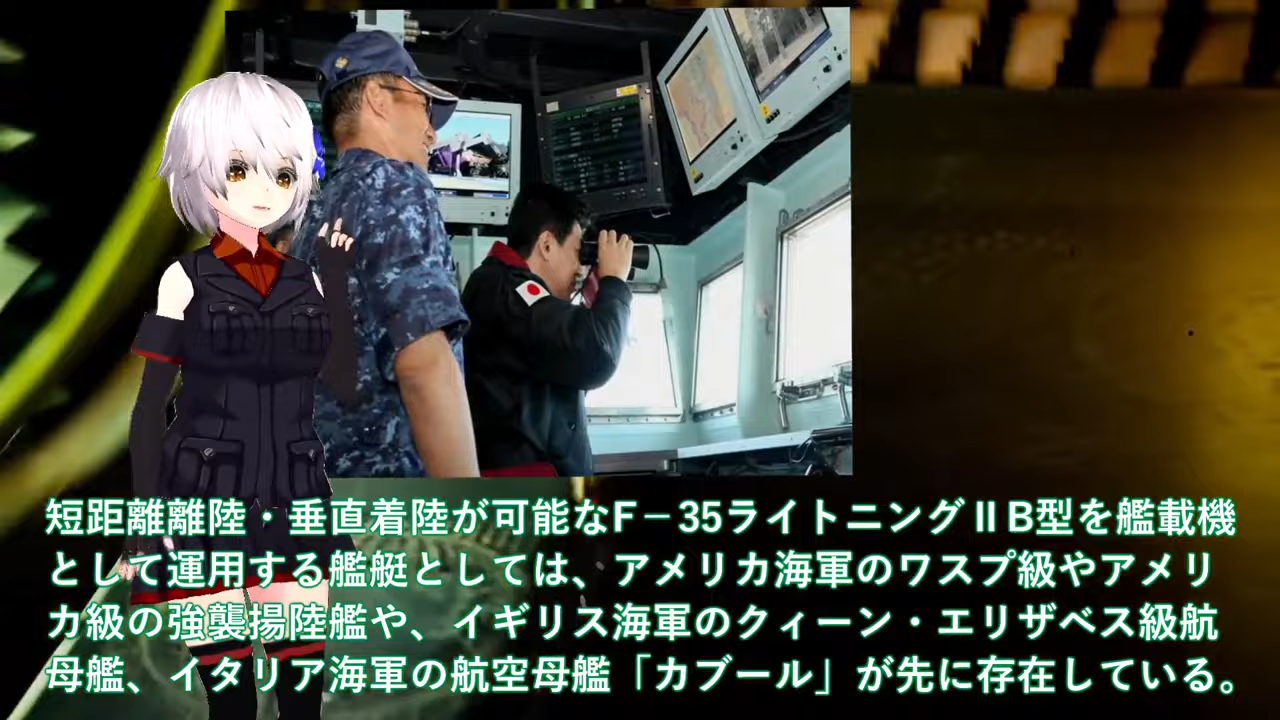 短距離離陸・垂直着陸が可能なF－35ライトニングⅡB型を艦載機
として運用する艦艇としては、アメリカ海軍のワスプ級やアメリ
カ級の強襲揚陸艦や、イギリス海軍のクィーン・エリザベス級航
母艦、イタリア海軍の航空母艦「カブール」が先に存在している。